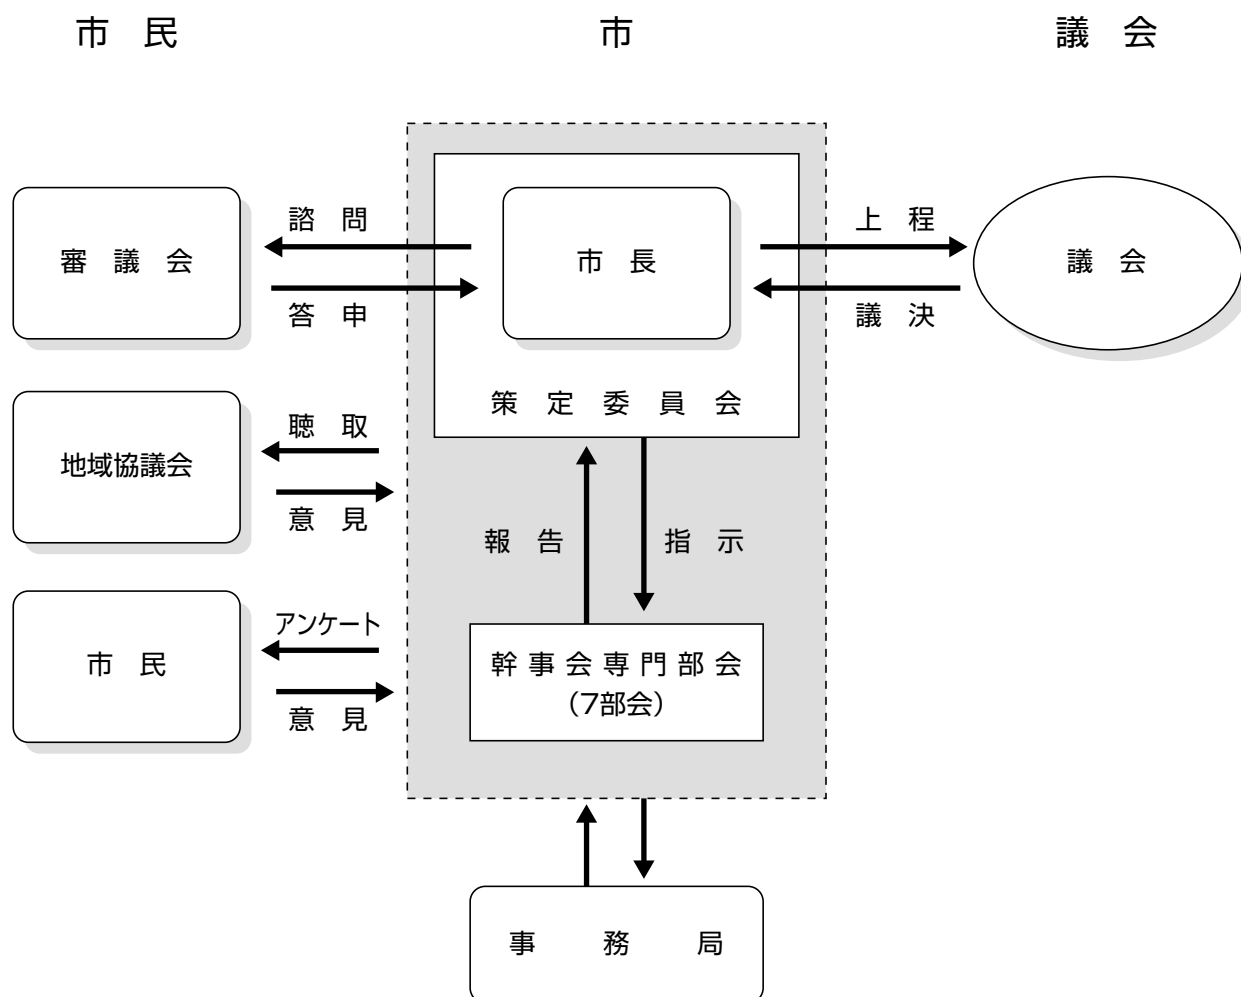 市民
市
議会
諮問
上程
審議会
市長
議会
答申
議決
策定委員会
聴取
地域協議会
意見
報告
指示
アンケート
市民
幹事会専門部会
(7部会)
意見
事務局